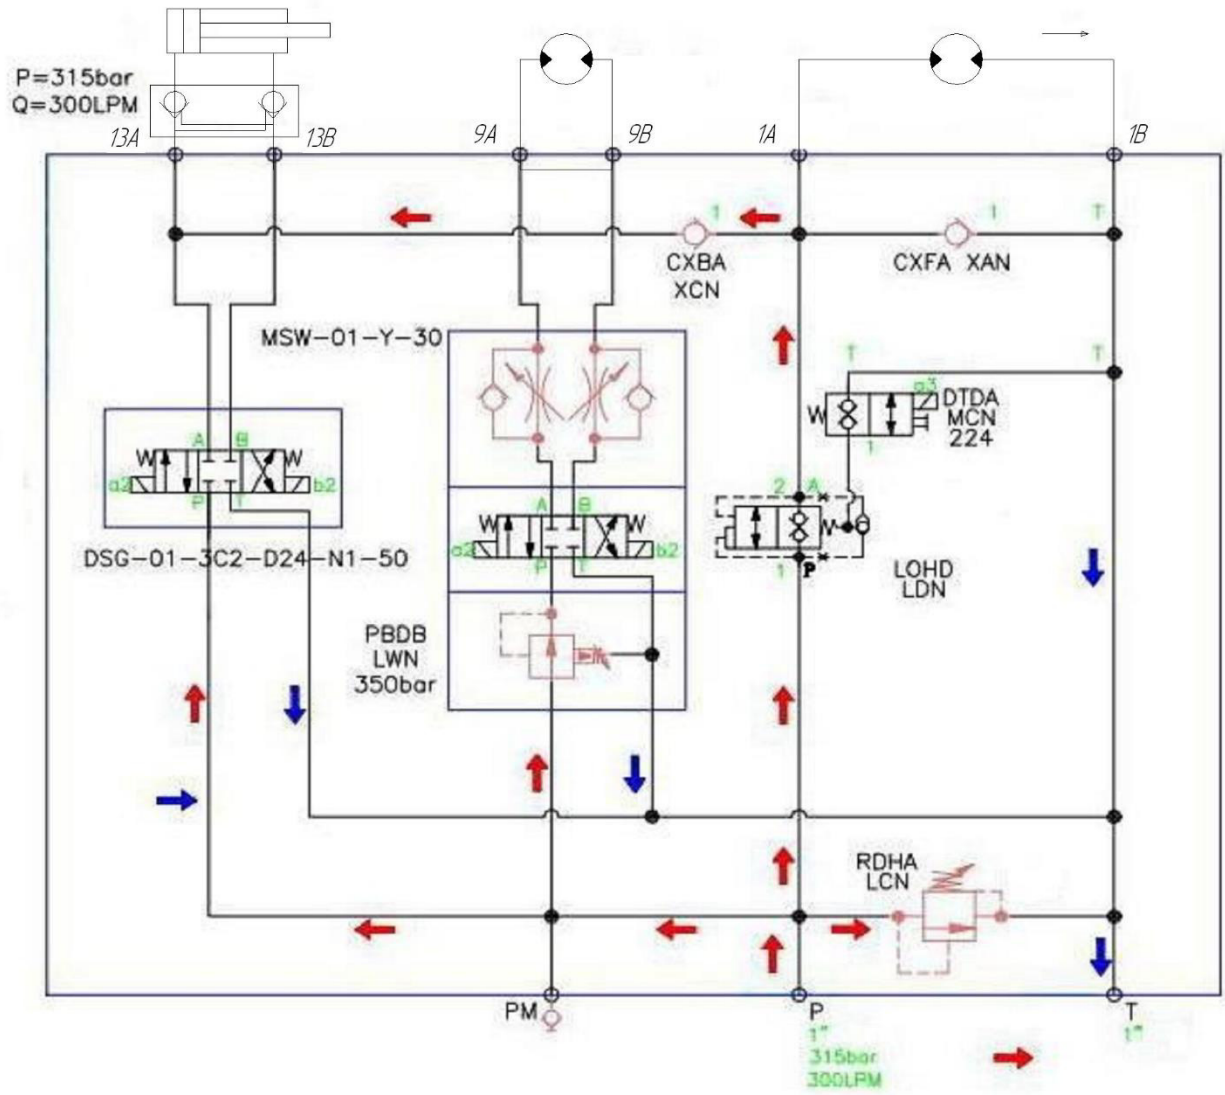 P=315bar
Q=300LPM
13A
13B
9A
9B
1A
1B
1
1
T
CXBA
XCN
CXFA XAN
MSW-01-Y-30
T
T
a3
W
DTDA
MCN
224
1
A
B
W
W
a2
b2
P
T
DSG-01-3C2-D24-N1-50
A
B
W
W
a2
b2
P
T
2
A
W
1
P
LOHD
LDN
PBDB
LWN
350bar
RDHA
LCN
PM
P
T
1"
1"
315bar
300LPM